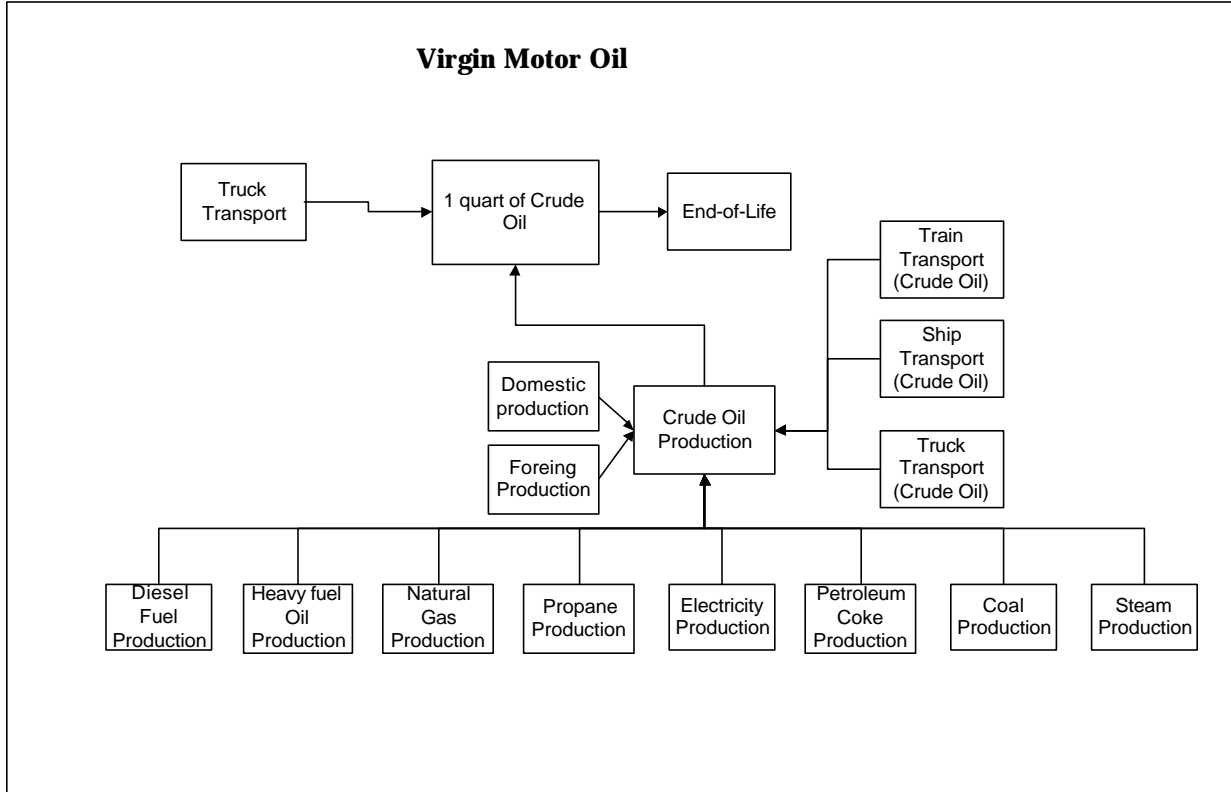 Virgin Motor Oil
Truck
Transport
1 quart of Crude
Oil
End-of-Life
Train
Transport
(Crude Oil)
Ship
Transport
(Crude Oil)
Domestic
production
Crude Oil
Production
Foreing
Production
Truck
Transport
(Crude Oil)
Diesel
Fuel
Production
Heavy fuel
Oil
Production
Natural
Gas
Production
Propane
Production
Electricity
Production
Petroleum
Coke
Production
Coal
Production
Steam
Production